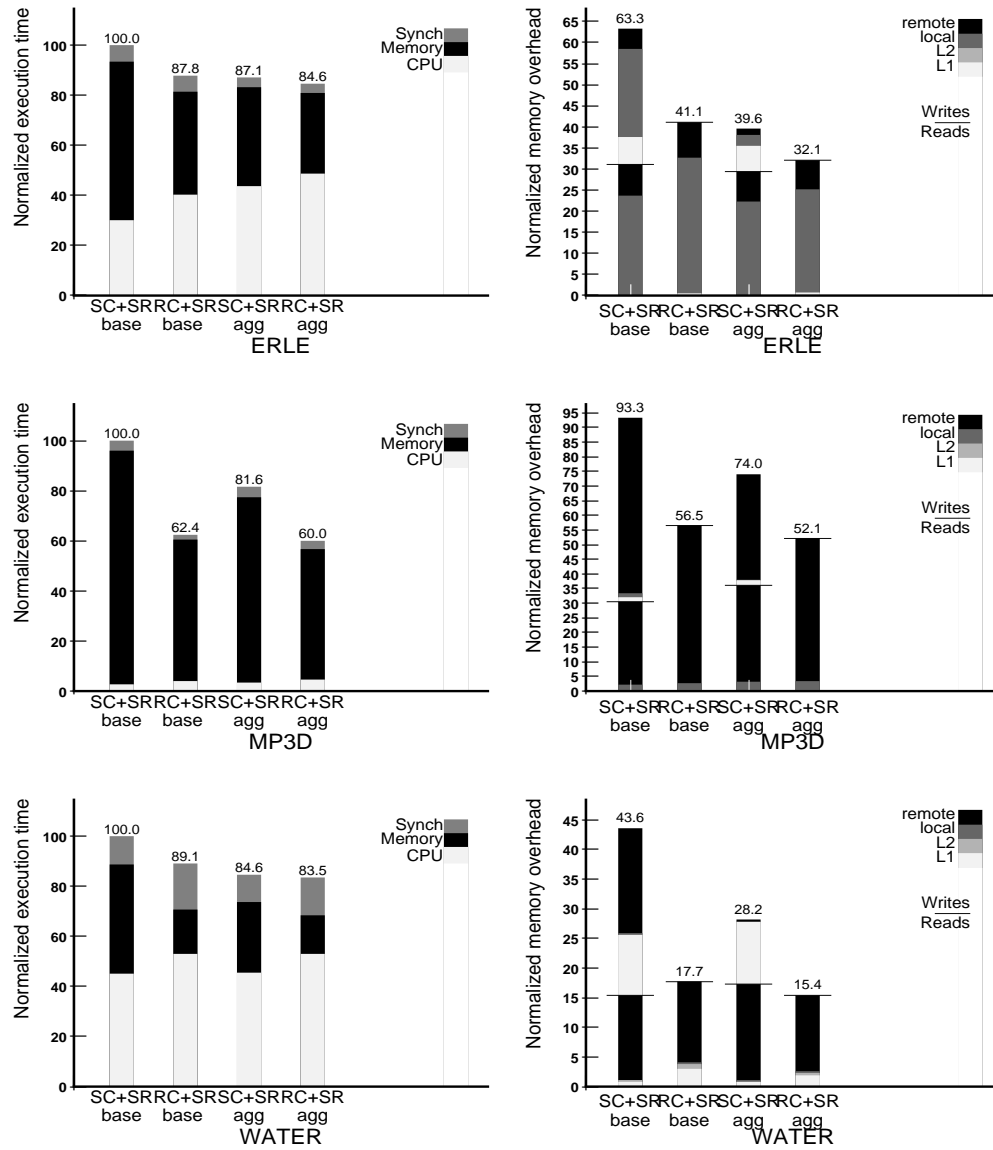 Normalized execution time
100
80
60
40
20
0
100.0
87.8
87.1
84.6
Synch
Memory
CPU
SC+SR RC+SR SC+SR RC+SR
base base agg agg
ERLE
Normalized memory overhead
65
60
55
50
45
40
35
30
25
20
15
10
5
0
63.3
41.1
39.6
32.1
remote
local
L2
L1
Writes
Reads
SC+SR RC+SR SC+SR RC+SR
base base agg agg
ERLE
Normalized execution time
100
80
60
40
20
0
100.0
62.4
81.6
60.0
Synch
Memory
CPU
SC+SR RC+SR SC+SR RC+SR
base base agg agg
MP3D
Normalized memory overhead
95
90
85
80
75
70
65
60
55
50
45
40
35
30
25
20
15
10
5
0
93.3
56.5
74.0
52.1
remote
local
L2
L1
Writes
Reads
SC+SR RC+SR SC+SR RC+SR
base base agg agg
MP3D
Normalized execution time
100
80
60
40
20
0
100.0
89.1
84.6
83.5
Synch
Memory
CPU
SC+SR RC+SR SC+SR RC+SR
base base agg agg
WATER
Normalized memory overhead
45
40
35
30
25
20
15
10
5
0
43.6
17.7
28.2
15.4
remote
local
L2
L1
Writes
Reads
SC+SR RC+SR SC+SR RC+SR
base base agg agg
WATER